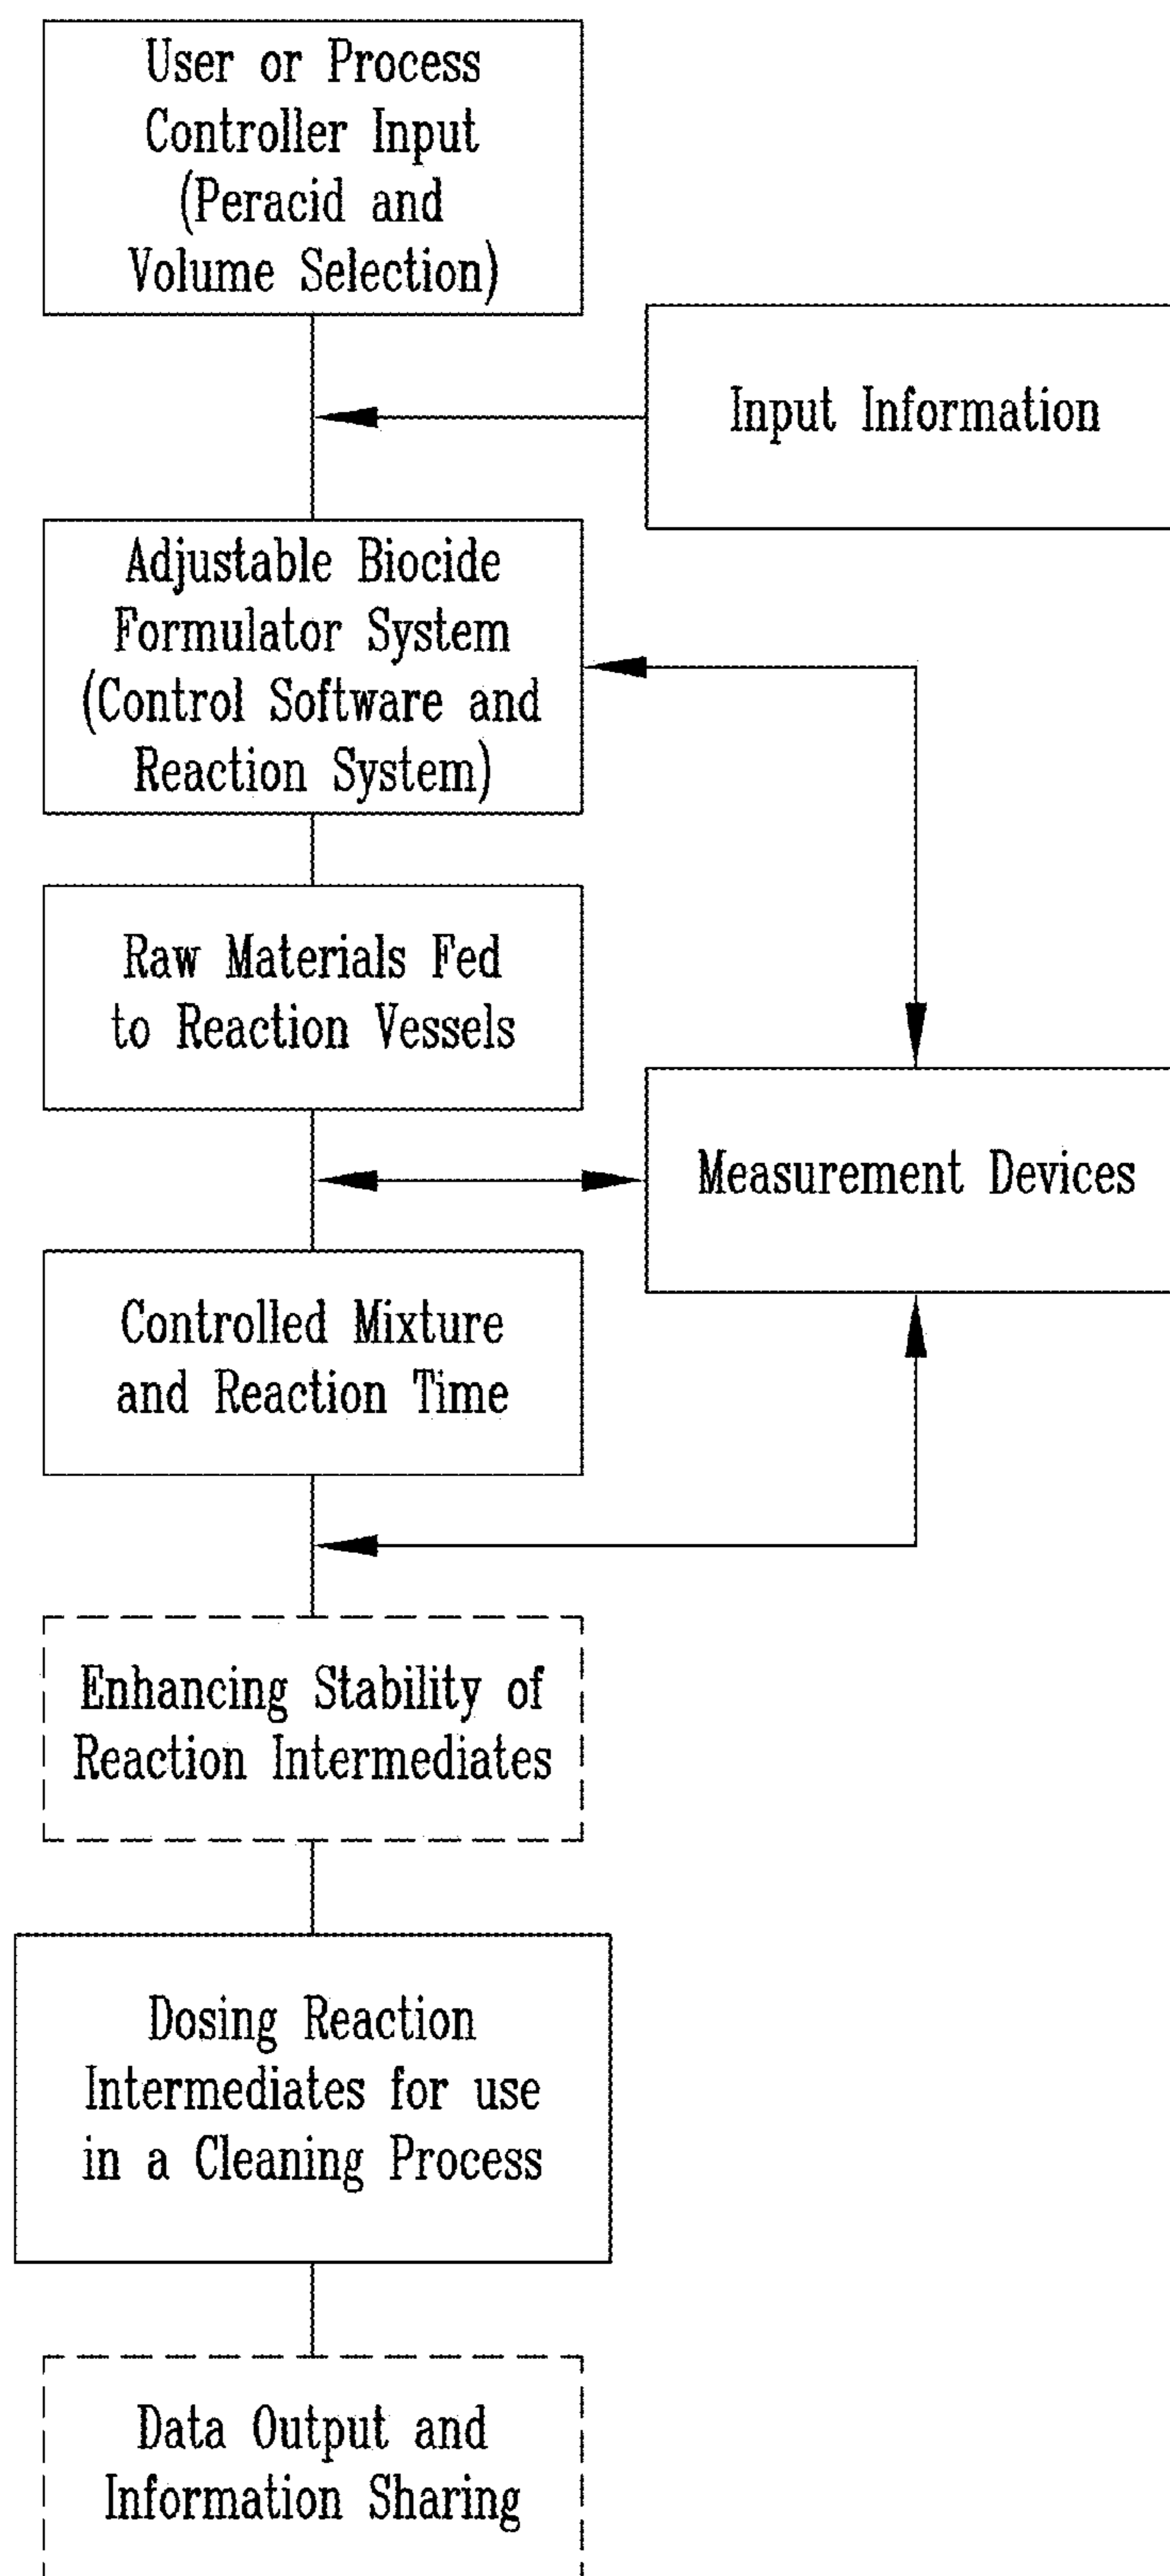 User or Process
Controller Input
(Peracid and
Volume Selection)
Input Information
Adjustable Biocide
Formulator System
(Control Software and
Reaction System)
Raw Materials Fed
to Reaction Vessels
Measurement Devices
Controlled Mixture
and Reaction Time
Enhancing Stability of
Reaction Intermediates
Dosing Reaction
Intermediates for use
in a Cleaning Process
Data Output and
Information Sharing